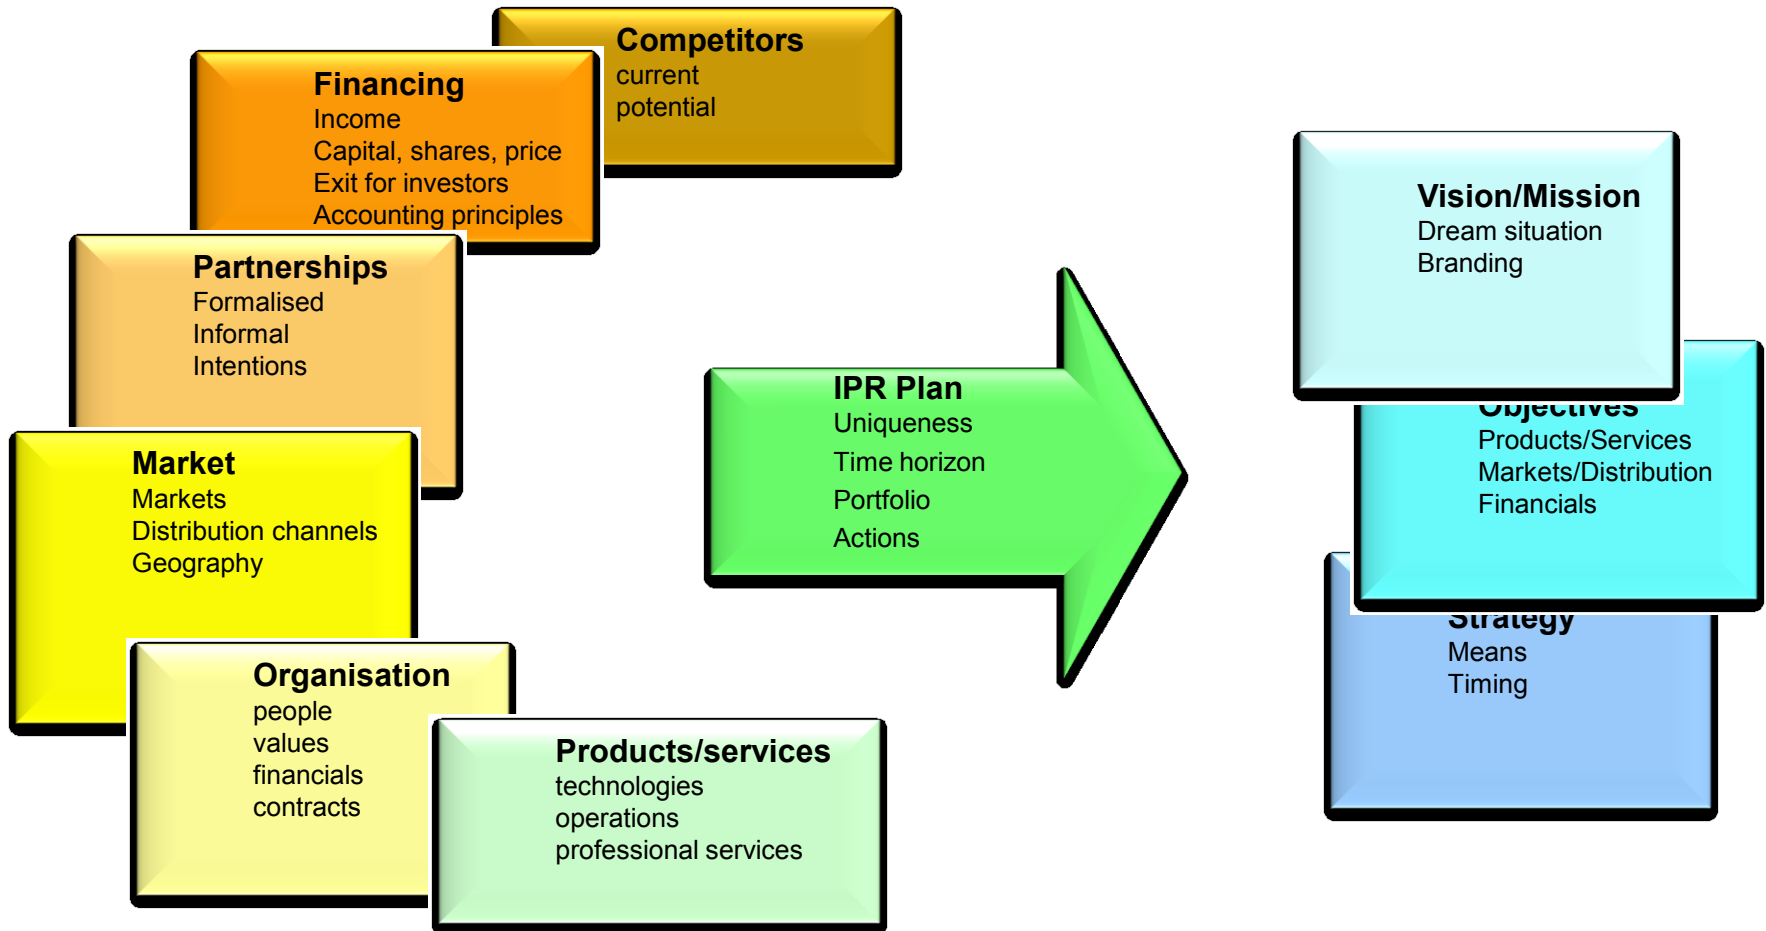 Competitors
current
potential
Financing
Income
Capital, shares, price
Exit for investors
Accounting principles
Partnerships
Formalised
Informal
Intentions
Market
Markets
Distribution channels
Geography
Organisation
people
values
financials
contracts
Products/services
technologies
operations
professional services
IPR Plan
Uniqueness
Time horizon
Portfolio
Actions
Vision/Mission
Dream situation
Branding
Objectives
Products/Services
Markets/Distribution
Financials
Strategy
Means
Timing